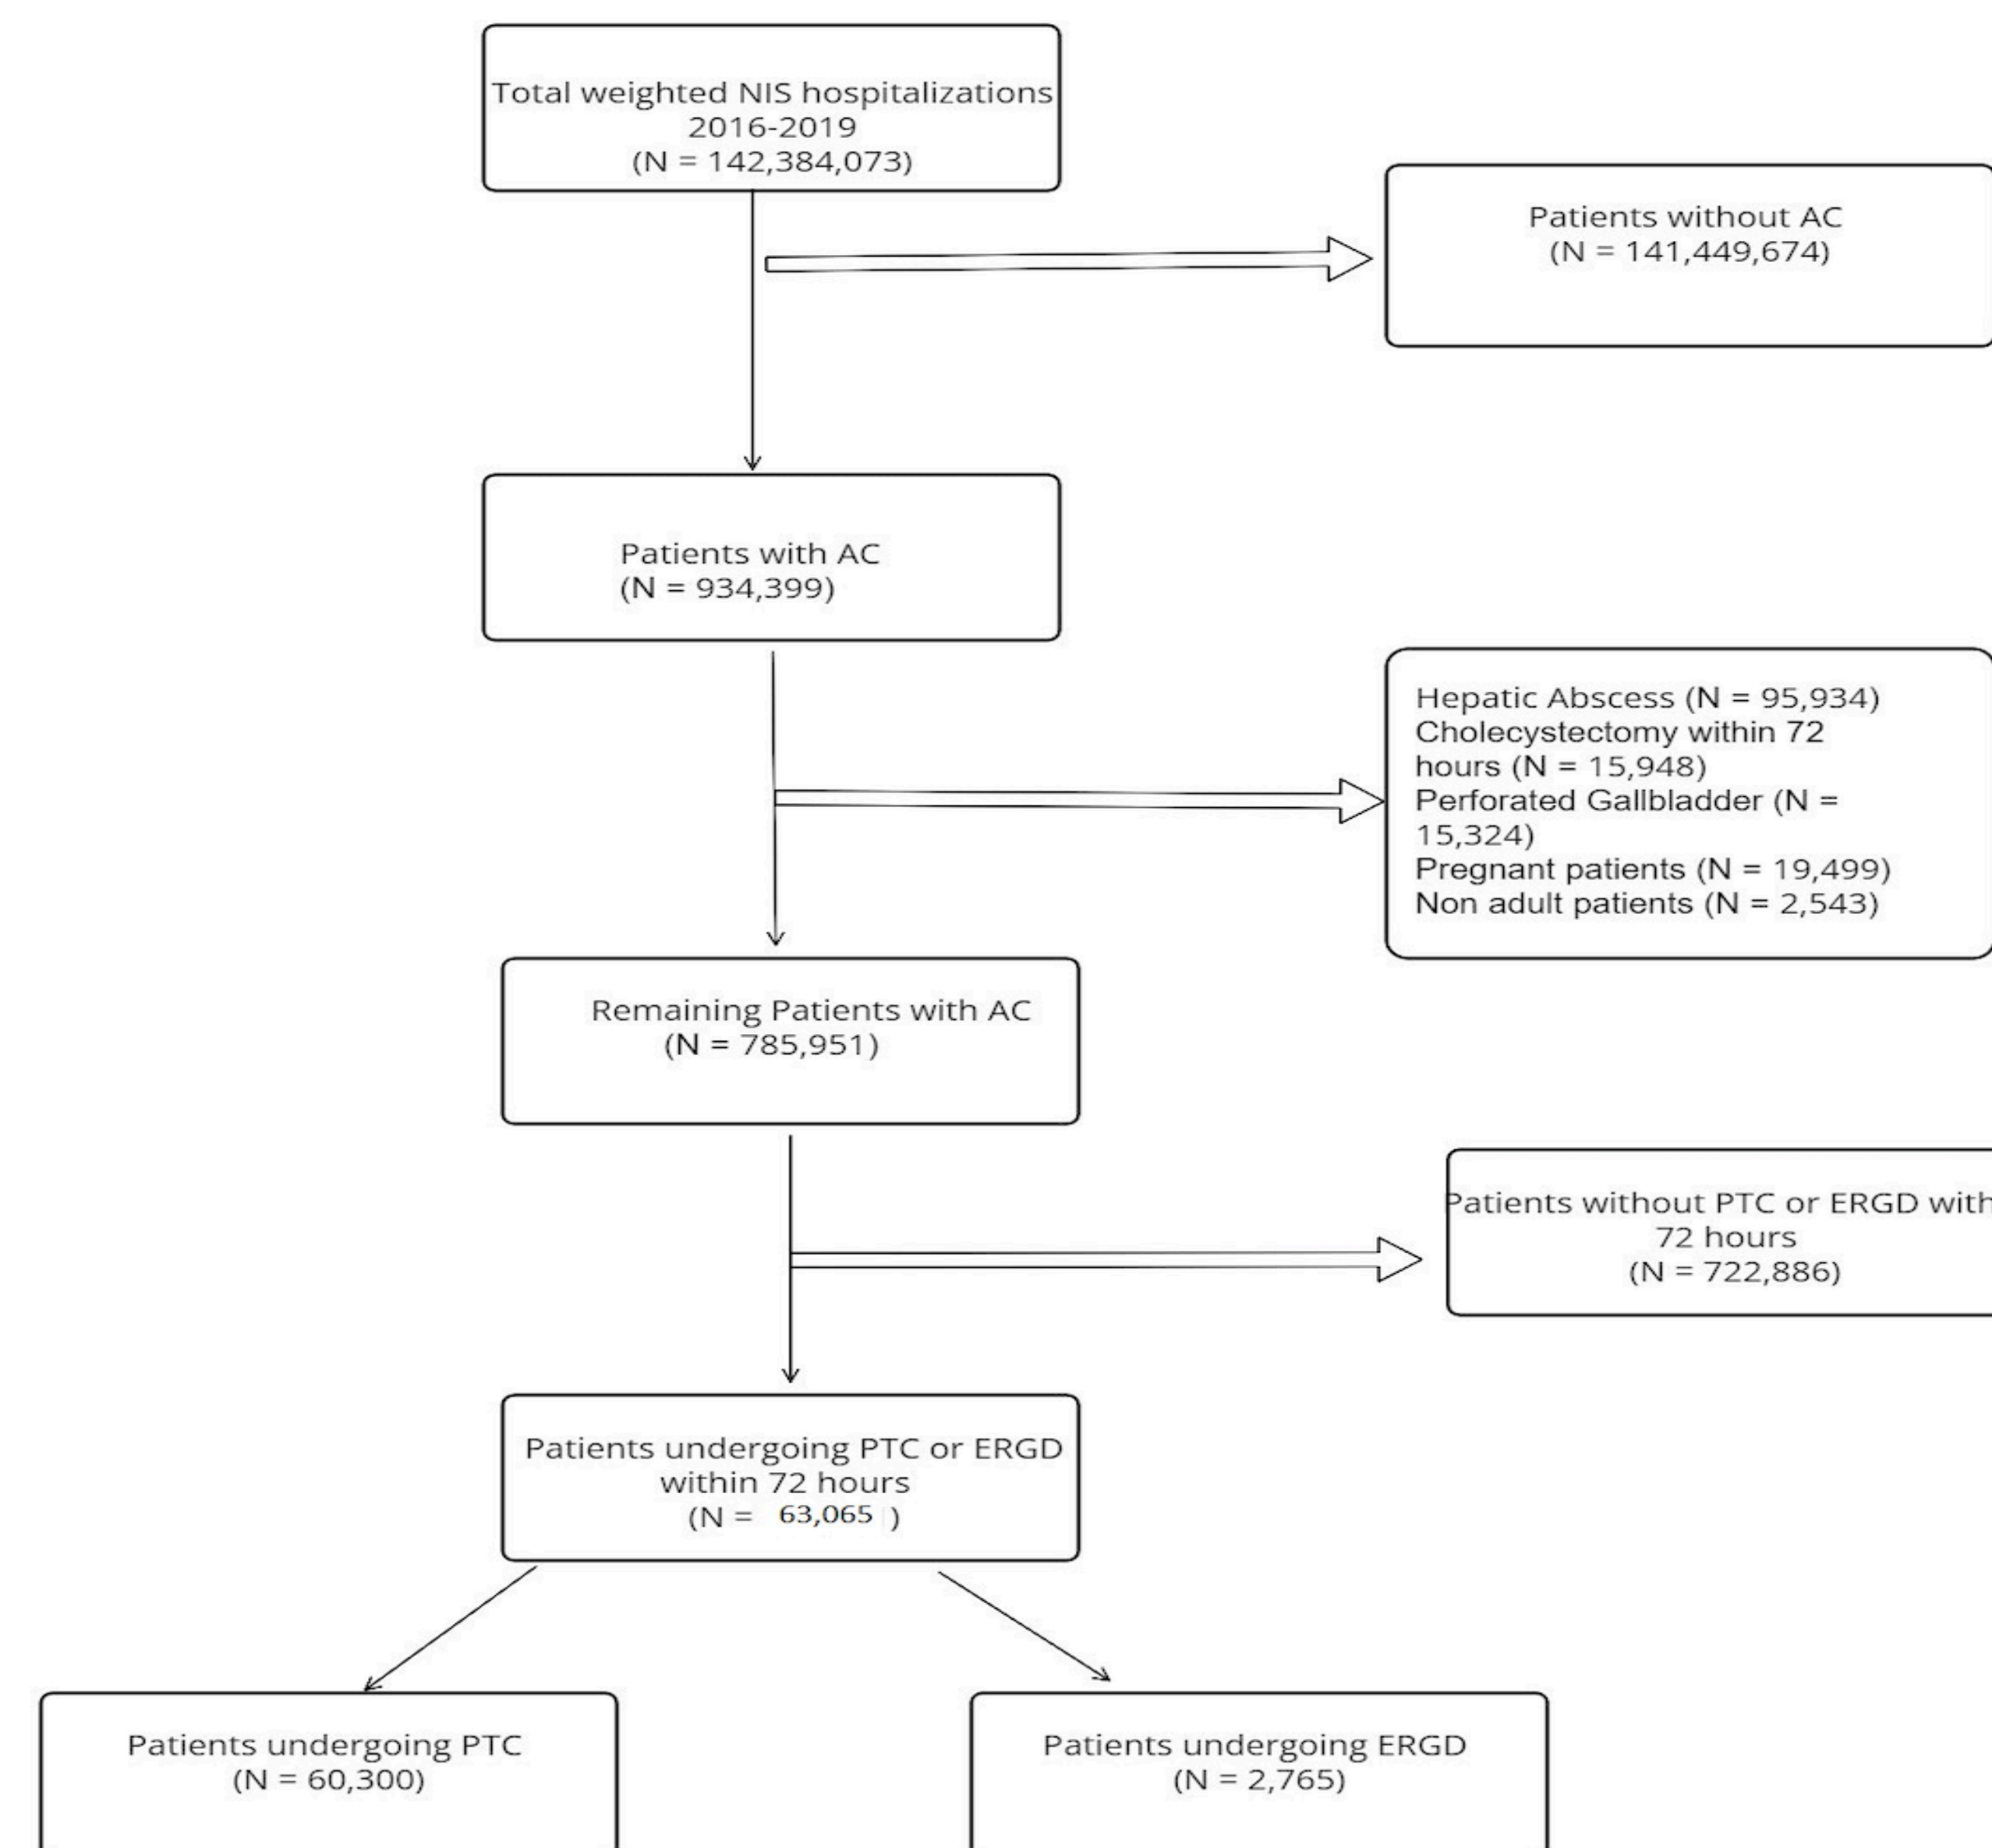 Total weighted NIS hospitalizations
2016-2019
(N = 142,384,073)
Patients without AC
(N = 141,449,674)
Patients with AC
(N = 934,399)
Hepatic Abscess (N = 95,934)
Cholecystectomy within 72
hours (N = 15,948)
Perforated Gallbladder (N =
15,324)
Pregnant patients (N = 19,499)
Non adult patients (N = 2,543)
Remaining Patients with AC
(N = 785,951)
Patients without PTC or ERGD with
72 hours
(N = 722,886)
Patients undergoing PTC or ERGD
within 72 hours
(N = 63,065 )
Patients undergoing PTC
(N = 60,300)
Patients undergoing ERGD
(N = 2,765)